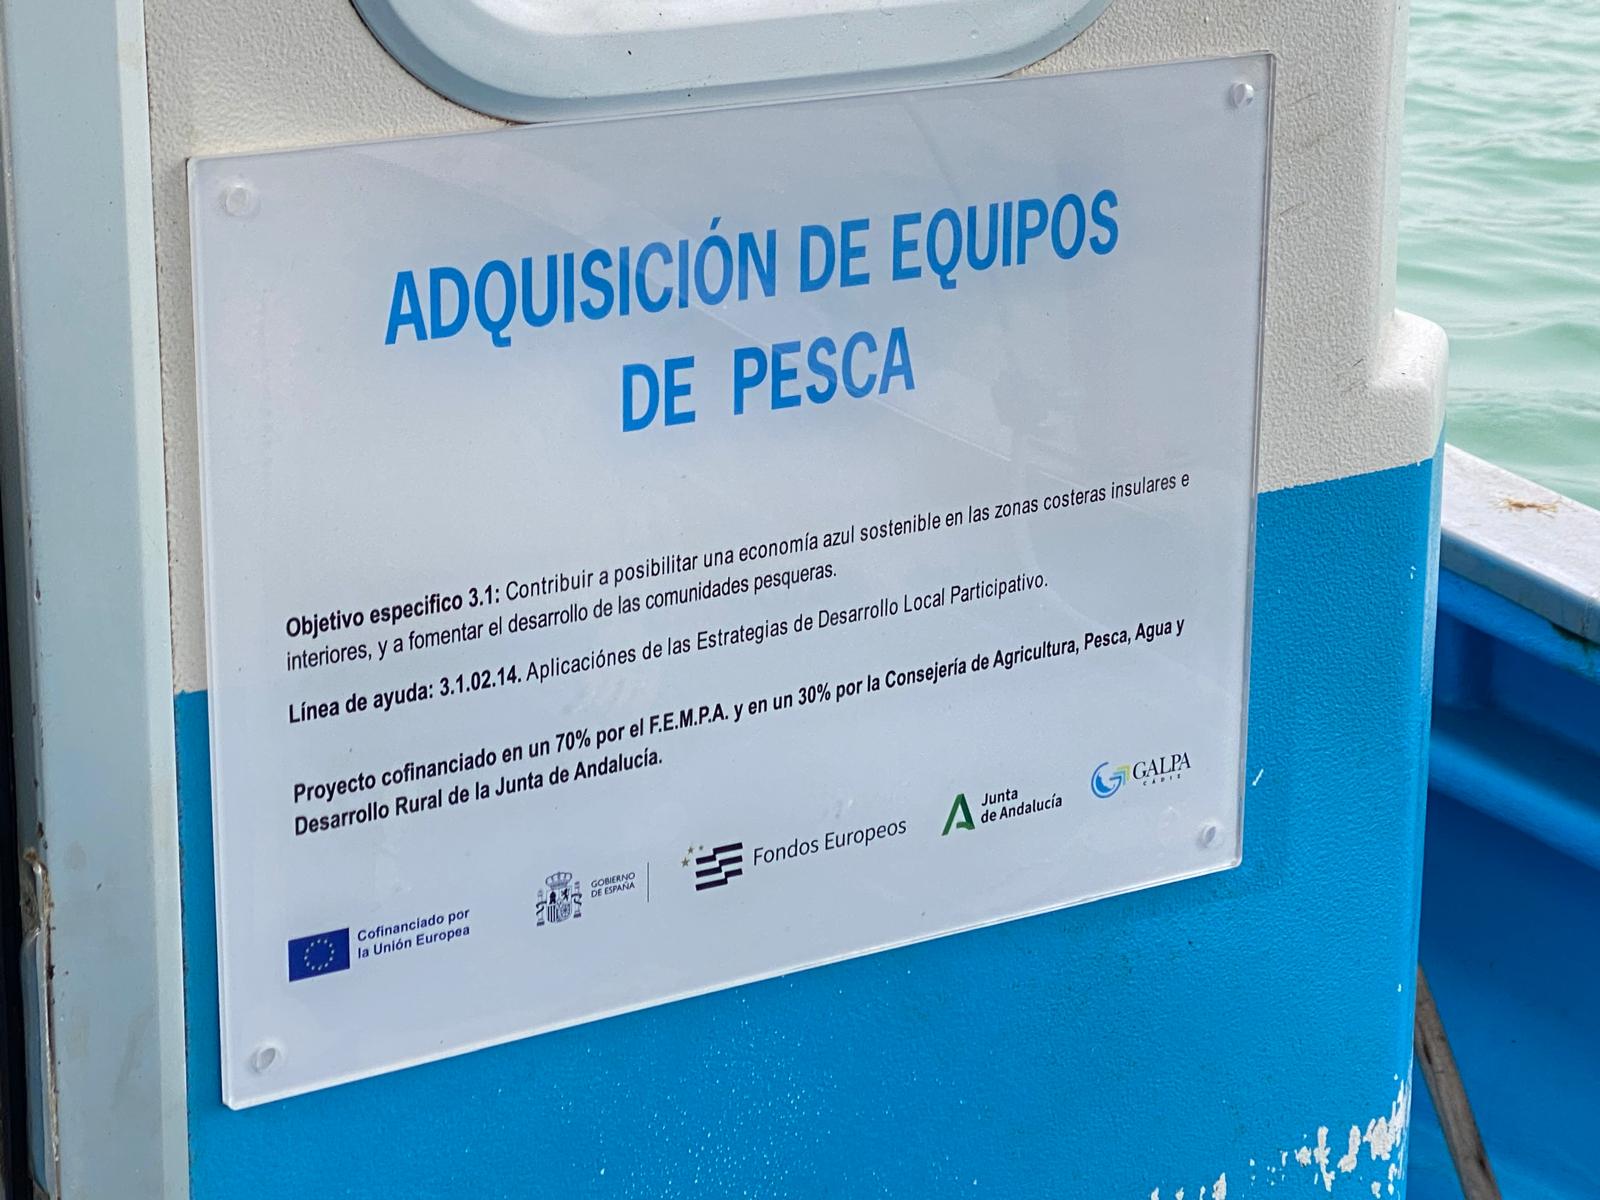 ADQUISICIÓN DE EQUIPOS
DE PESCA
Objetivo especifico 3.1: Contribuir a posibilitar una economía azul sostenible en las zonas costeras insulares e
interiores, y a fomentar el desarrollo de las comunidades pesqueras.
Línea de ayuda: 3.1.02.14. Aplicaciónes de las Estrategias de Desarrollo Local Participativo.
Proyecto cofinanciado en un 70% por el F.E.M.P.A. y en un 30% por la Consejería de Agricultura, Pesca, Agua y
Desarrollo Rural de la Junta de Andalucía.
Cofinanciado por
la Unión Europea
GOBIERNO
DE ESPAÑA
Fondos Europeos
Junta
de Andalucía
GALPA
CÁDIZ